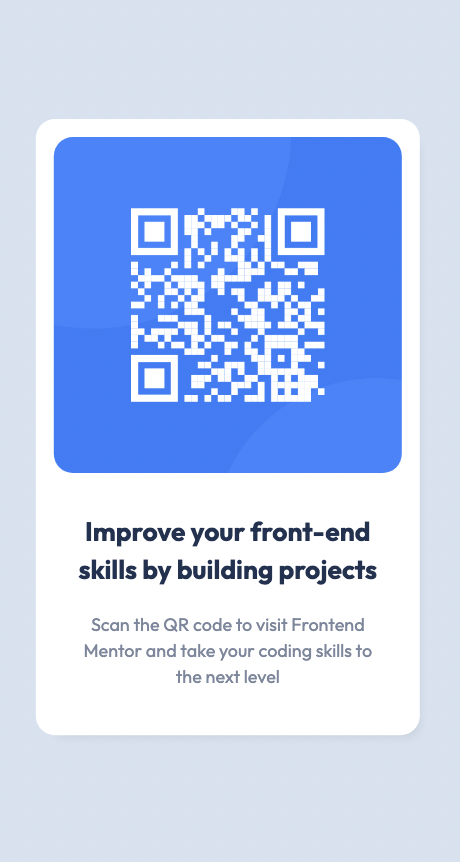 Improve your front-end
skills by building projects
Scan the QR code to visit Frontend
Mentor and take your coding skills to
the next level